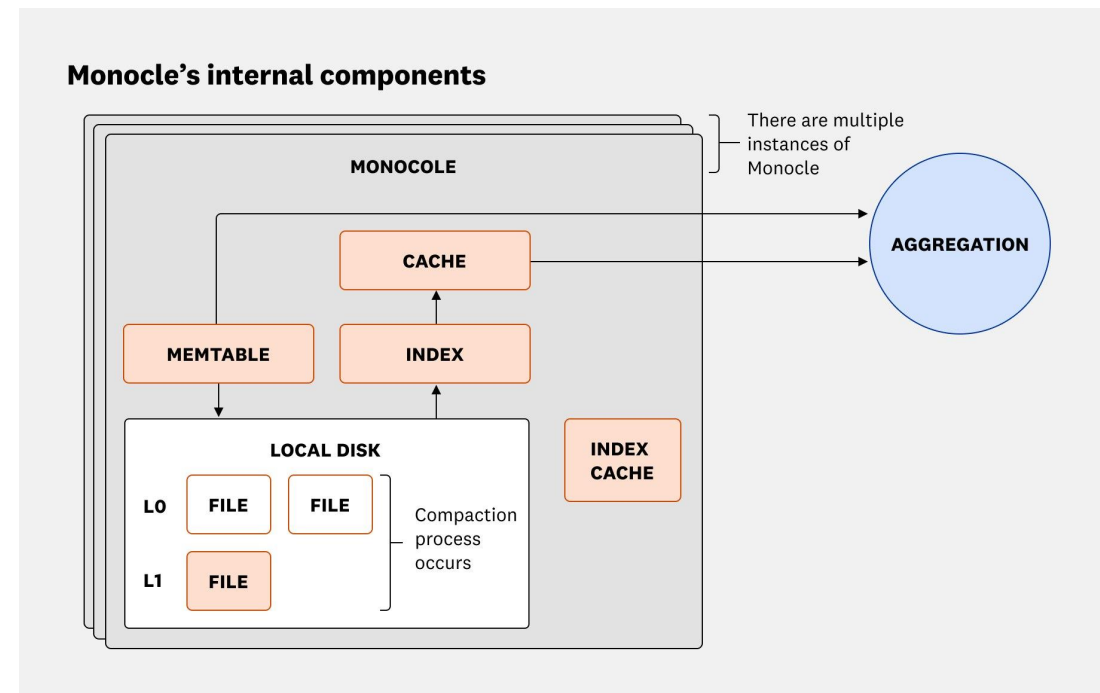 Monocle’s internal components
There are multiple
instances of
Monocle
MONOCOLE
AGGREGATION
CACHE
MEMTABLE
INDEX
LOCAL DISK
INDEX
CACHE
L0
FILE
FILE
Compaction
process
occurs
L1
FILE